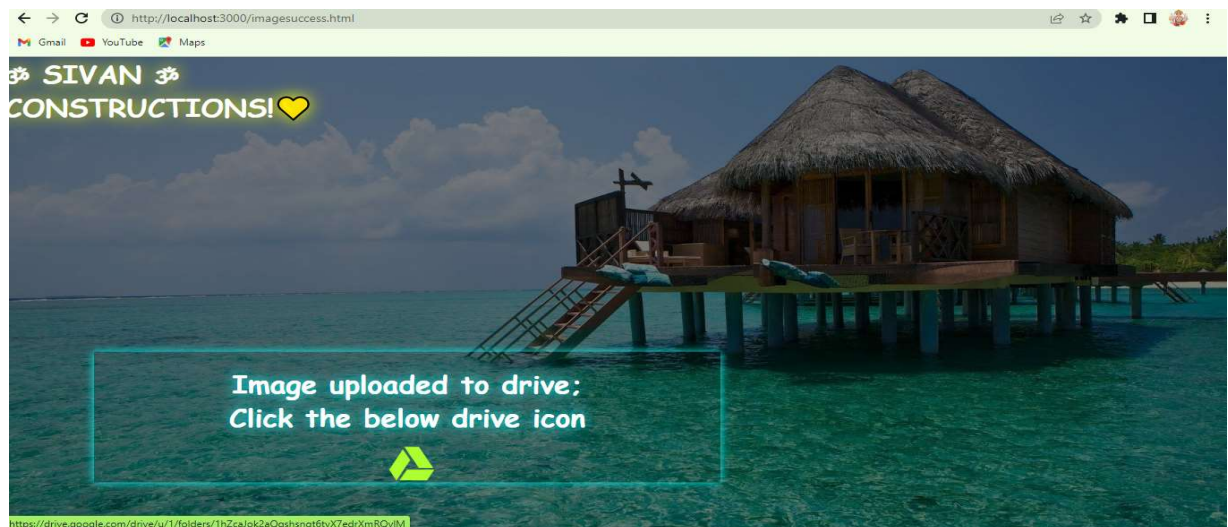 http://localhost:3000/imagesuccess.html
Gmail YouTube Maps
ॐ SIVAN ॐ
CONSTRUCTIONS!💛
Image uploaded to drive;
Click the below drive icon